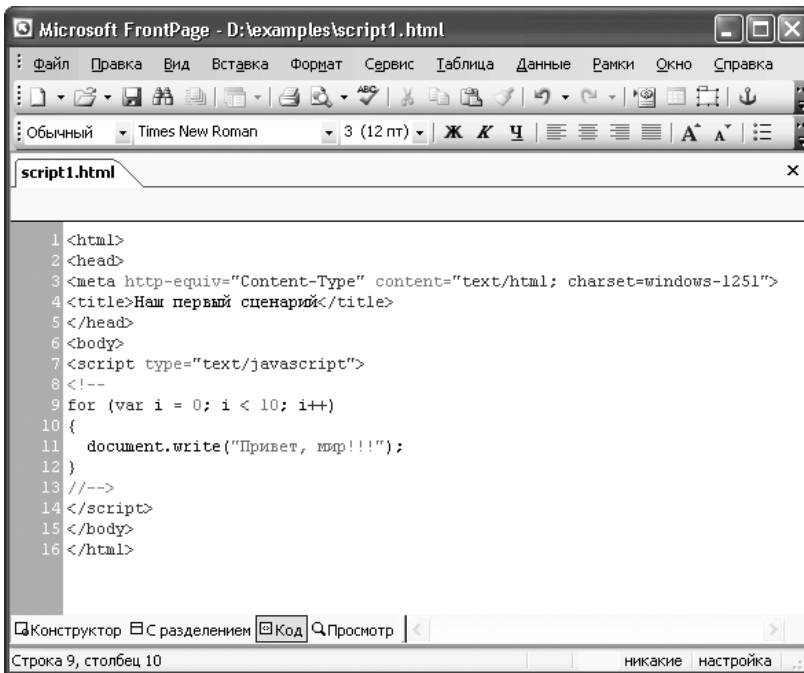 Microsoft FrontPage - D:\examples\script1.html
Файл Правка Вид Вставка Формат Сервис Таблица Данные Рамки Окно Справка
ABC
Обычный Times New Roman 3 (12 пт) Ж К Ч A A
script1.html
1 <html>
2 <head>
3 <meta http-equiv="Content-Type" content="text/html; charset=windows-1251">
4 <title>Наш первый сценарий</title>
5 </head>
6 <body>
7 <script type="text/javascript">
8 <!--
9 for (var i = 0; i < 10; i++)
10 {
11   document.write("Привет, мир!!!");
12 }
13 //-->
14 </script>
15 </body>
16 </html>
Конструктор С разделением Код Просмотр
Строка 9, столбец 10 никакие настройка